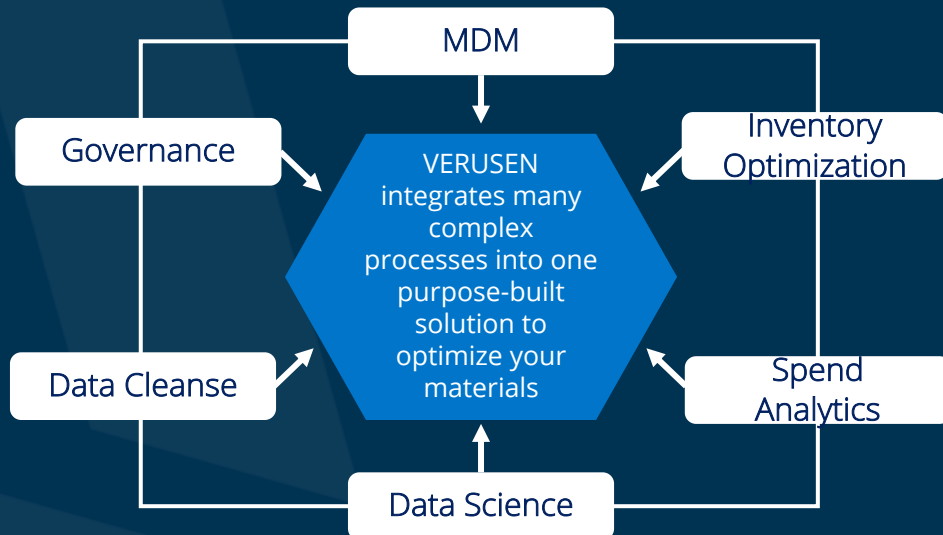 MDM
Governance
Inventory
Optimization
VERUSEN
integrates many
complex
processes into one
purpose-built
solution to
optimize your
materials
Data Cleanse
Spend
Analytics
Data Science